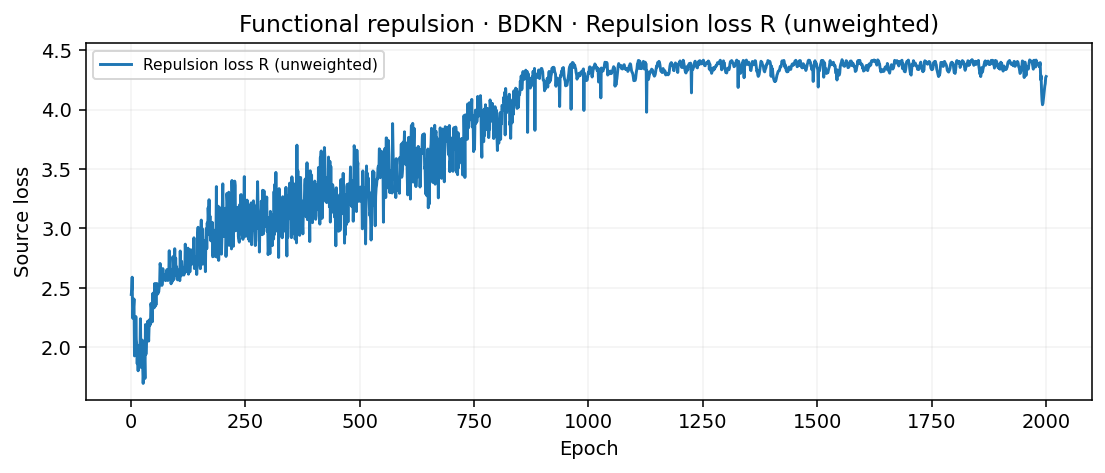 Functional repulsion · BDKN · Repulsion loss R (unweighted)
Repulsion loss R (unweighted)
Source loss
4.5
4.0
3.5
3.0
2.5
2.0
0 250 500 750 1000 1250 1500 1750 2000
Epoch